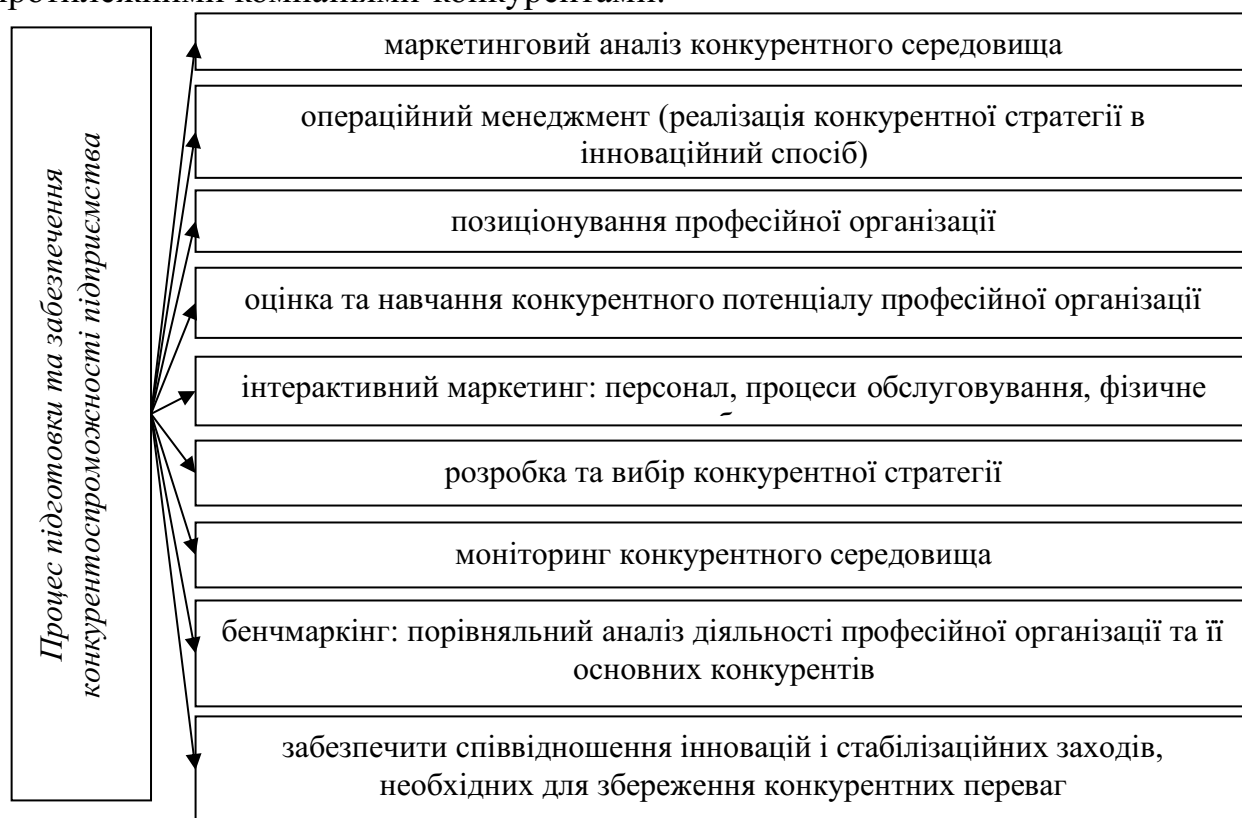 маркетинговий аналіз конкурентного середовища
операційний менеджмент (реалізація конкурентної стратегії в
інноваційний спосіб)
позиціонування професійної організації
оцінка та навчання конкурентного потенціалу професійної організації
інтерактивний маркетинг: персонал, процеси обслуговування, фізичне
розробка та вибір конкурентної стратегії
моніторинг конкурентного середовища
бенчмаркінг: порівняльний аналіз діяльності професійної організації та її
основних конкурентів
забезпечити співвідношення інновацій і стабілізаційних заходів,
необхідних для збереження конкурентних переваг
Процес підготовки та забезпечення
конкурентоспроможності підприємства